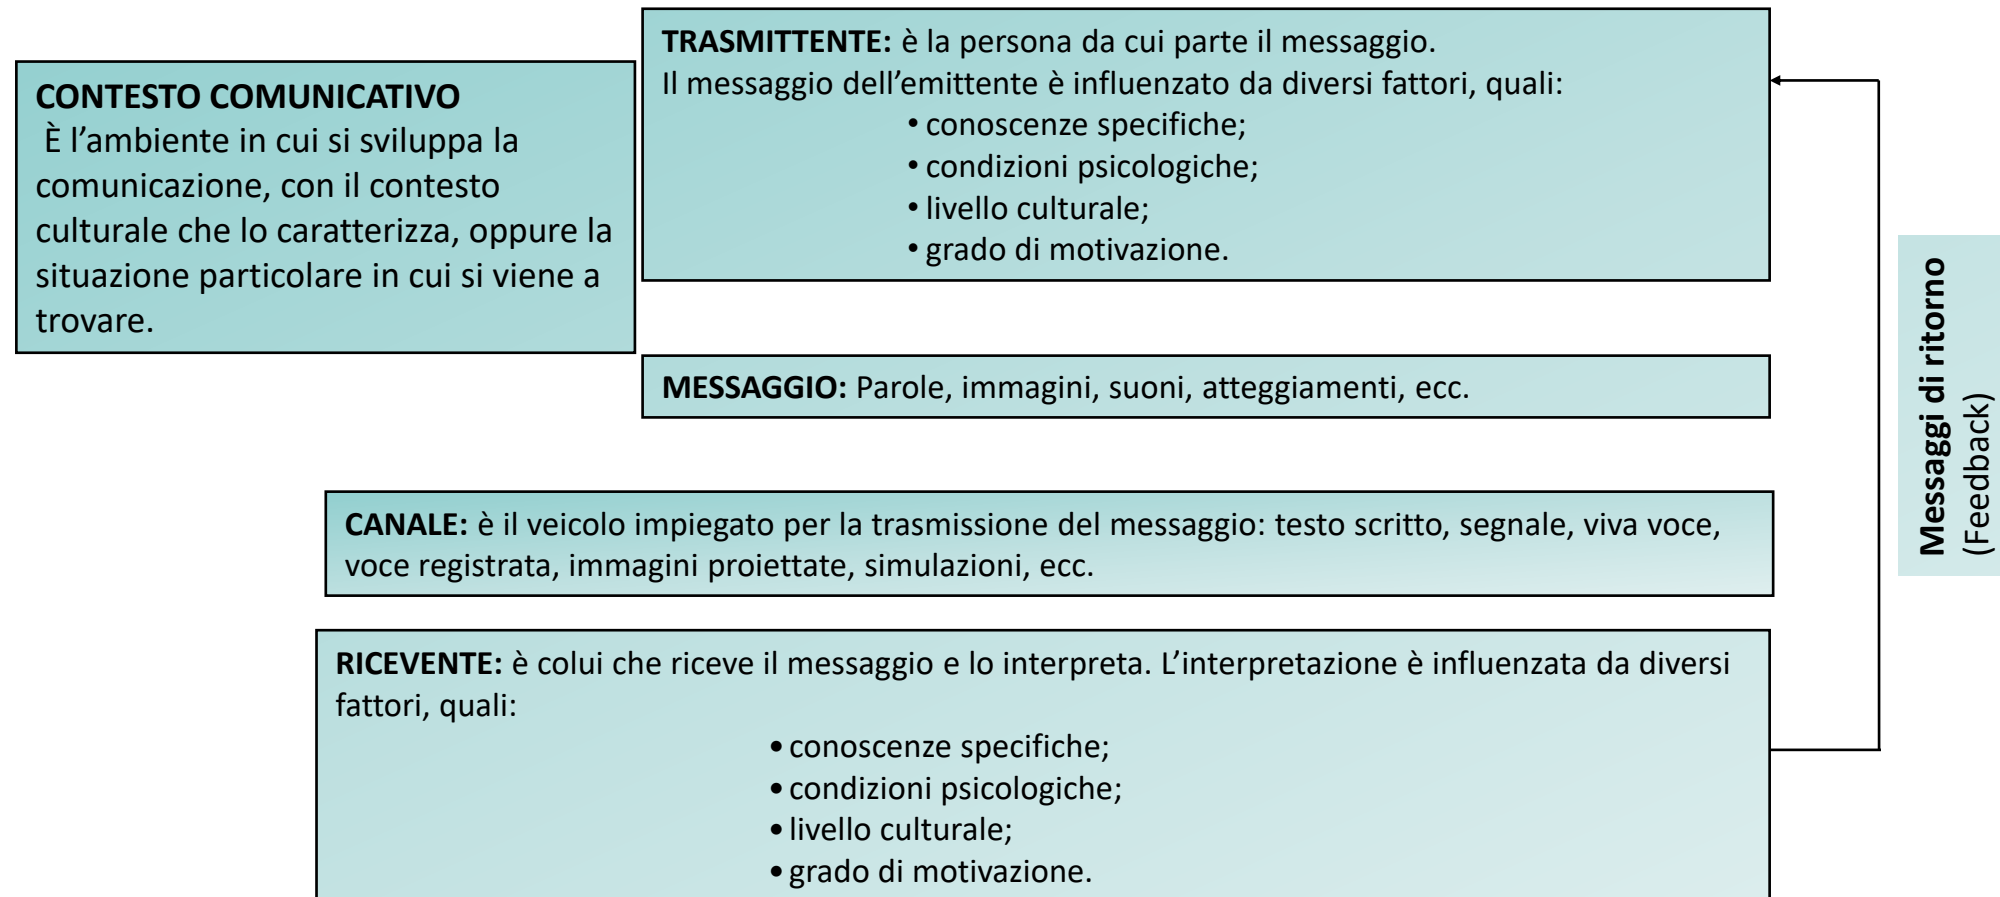 CONTESTO COMUNICATIVO
È l’ambiente in cui si sviluppa la
comunicazione, con il contesto
culturale che lo caratterizza, oppure la
situazione particolare in cui si viene a
trovare.
TRASMITTENTE: è la persona da cui parte il messaggio.
Il messaggio dell’emittente è influenzato da diversi fattori, quali:
• conoscenze specifiche;
• condizioni psicologiche;
• livello culturale;
• grado di motivazione.
MESSAGGIO: Parole, immagini, suoni, atteggiamenti, ecc.
CANALE: è il veicolo impiegato per la trasmissione del messaggio: testo scritto, segnale, viva voce,
voce registrata, immagini proiettate, simulazioni, ecc.
RICEVENTE: è colui che riceve il messaggio e lo interpreta. L’interpretazione è influenzata da diversi
fattori, quali:
• conoscenze specifiche;
• condizioni psicologiche;
• livello culturale;
• grado di motivazione.
Messaggi di ritorno
(Feedback)